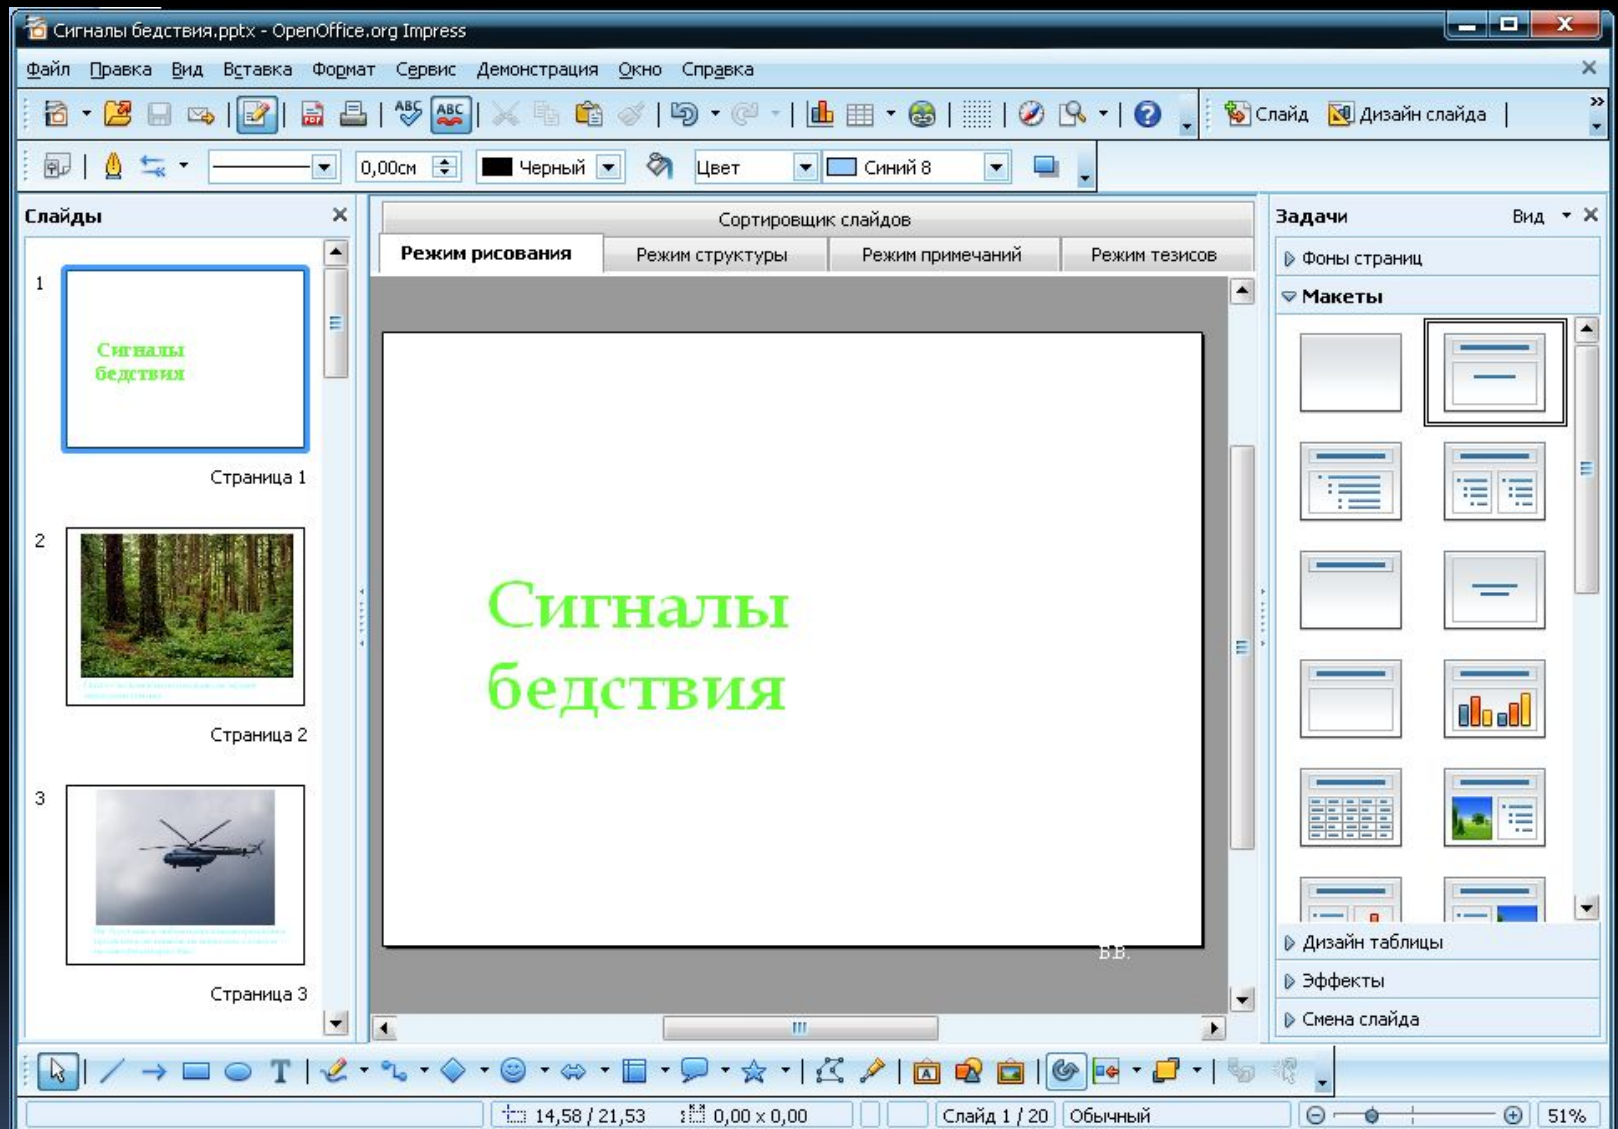 Сигналы бедствия.pptx - OpenOffice.org Impress
Файл Правка Вид Вставка Формат Сервис Демонстрация Окно Справка
Слайд Дизайн слайда
0,00см Черный Цвет Синий 8
Слайды
1
Сигналы
бедствия
Страница 1
2
Страница 2
3
Страница 3
Сортировщик слайдов
Режим рисования Режим структуры Режим примечаний Режим тезисов
Сигналы
бедствия
Задачи Вид
Фоны страниц
Макеты
Дизайн таблицы
Эффекты
Смена слайда
14,58 / 21,53 0,00 x 0,00 Слайд 1 / 20 Обычный 51%